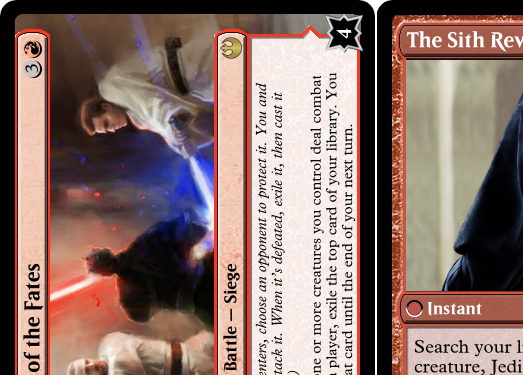 3
of the Fates
Battle – Siege
4
enters, choose an opponent to protect it. You and
attack it. When it's defeated, exile it, then cast it
)
one or more creatures you control deal combat
player, exile the top card of your library. You
at card until the end of your next turn.
The Sith Rev
Instant
Search your li
creature, Jedi